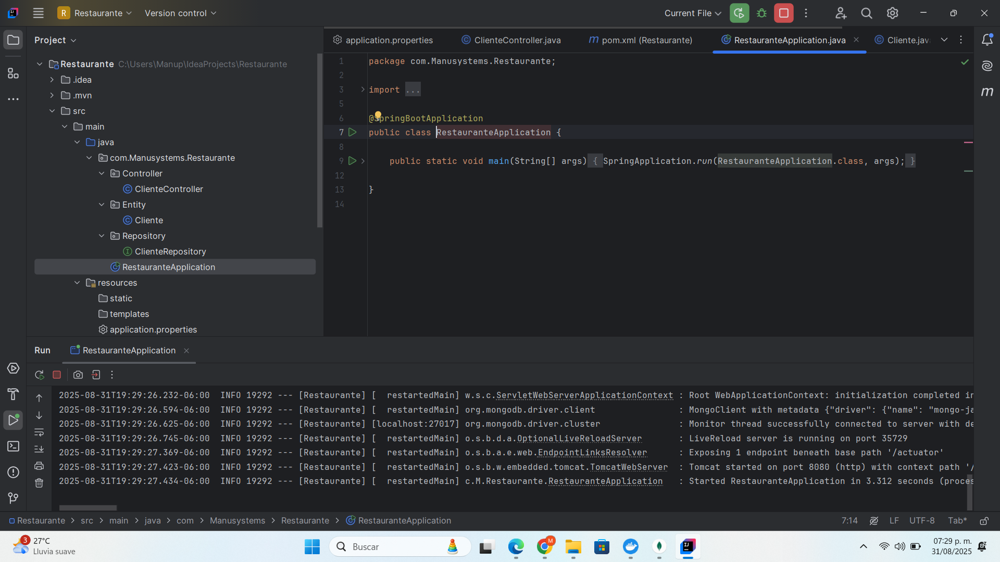 R Restaurante Version control Current File
Project
application.properties ClienteController.java pom.xml (Restaurante) RestauranteApplication.java Cliente.jav
Restaurante C:\Users\Manup\IdeaProjects\Restaurante
.idea
.mvn
src
main
java
com.Manusystems.Restaurante
Controller
ClienteController
Entity
Cliente
Repository
ClienteRepository
RestauranteApplication
resources
static
templates
application.properties
1 package com.Manusystems.Restaurante;
2
3 import ...
5
6 @SpringBootApplication
7 public class RestauranteApplication {
8
9 public static void main(String[] args) { SpringApplication.run(RestauranteApplication.class, args); }
12
13 }
14
Run RestauranteApplication
2025-08-31T19:29:26.232-06:00 INFO 19292 --- [Restaurante] [ restartedMain] w.s.c.ServletWebServerApplicationContext : Root WebApplicationContext: initialization completed in
2025-08-31T19:29:26.594-06:00 INFO 19292 --- [Restaurante] [ restartedMain] org.mongodb.driver.client : MongoClient with metadata {"driver": {"name": "mongo-ja
2025-08-31T19:29:26.625-06:00 INFO 19292 --- [Restaurante] [localhost:27017] org.mongodb.driver.cluster : Monitor thread successfully connected to server with de
2025-08-31T19:29:26.745-06:00 INFO 19292 --- [Restaurante] [ restartedMain] o.s.b.d.a.OptionalLiveReloadServer : LiveReload server is running on port 35729
2025-08-31T19:29:27.369-06:00 INFO 19292 --- [Restaurante] [ restartedMain] o.s.b.a.e.web.EndpointLinksResolver : Exposing 1 endpoint beneath base path '/actuator'
2025-08-31T19:29:27.423-06:00 INFO 19292 --- [Restaurante] [ restartedMain] o.s.b.w.embedded.tomcat.TomcatWebServer : Tomcat started on port 8080 (http) with context path '/
2025-08-31T19:29:27.434-06:00 INFO 19292 --- [Restaurante] [ restartedMain] c.M.Restaurante.RestauranteApplication : Started RestauranteApplication in 3.312 seconds (proces
Restaurante > src > main > java > com > Manusystems > Restaurante > RestauranteApplication 7:14 LF UTF-8 Tab*
3 27°C
Lluvia suave
Buscar
M
07:29 p. m.
31/08/2025